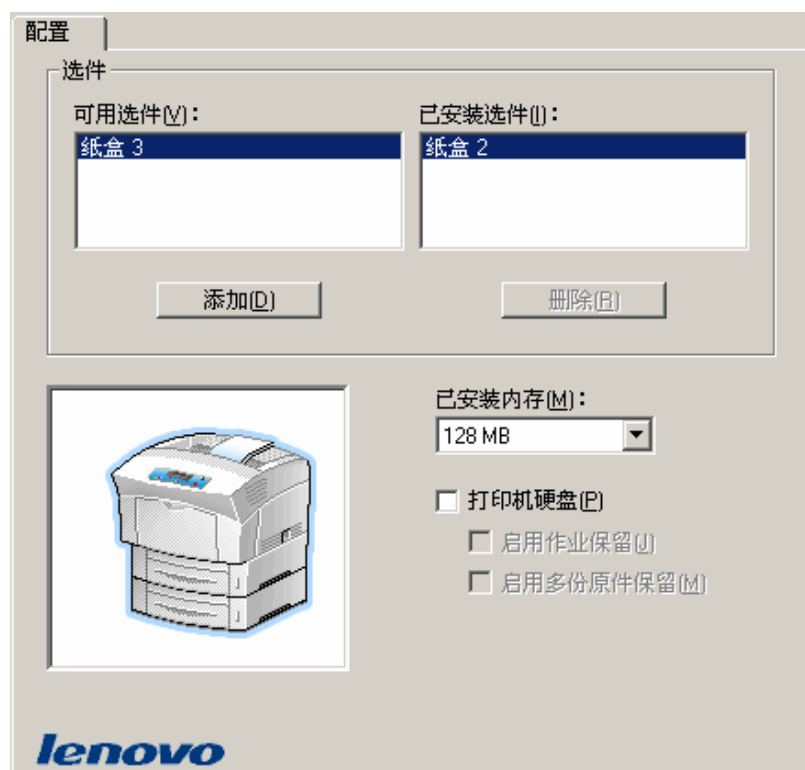 配置
选件
可用选件(V)：
已安装选件(I)：
纸盒 3
纸盒 2
添加(D)
删除(R)
已安装内存(M)：
128 MB
打印机硬盘(P)
启用作业保留(J)
启用多份原件保留(M)
lenovo